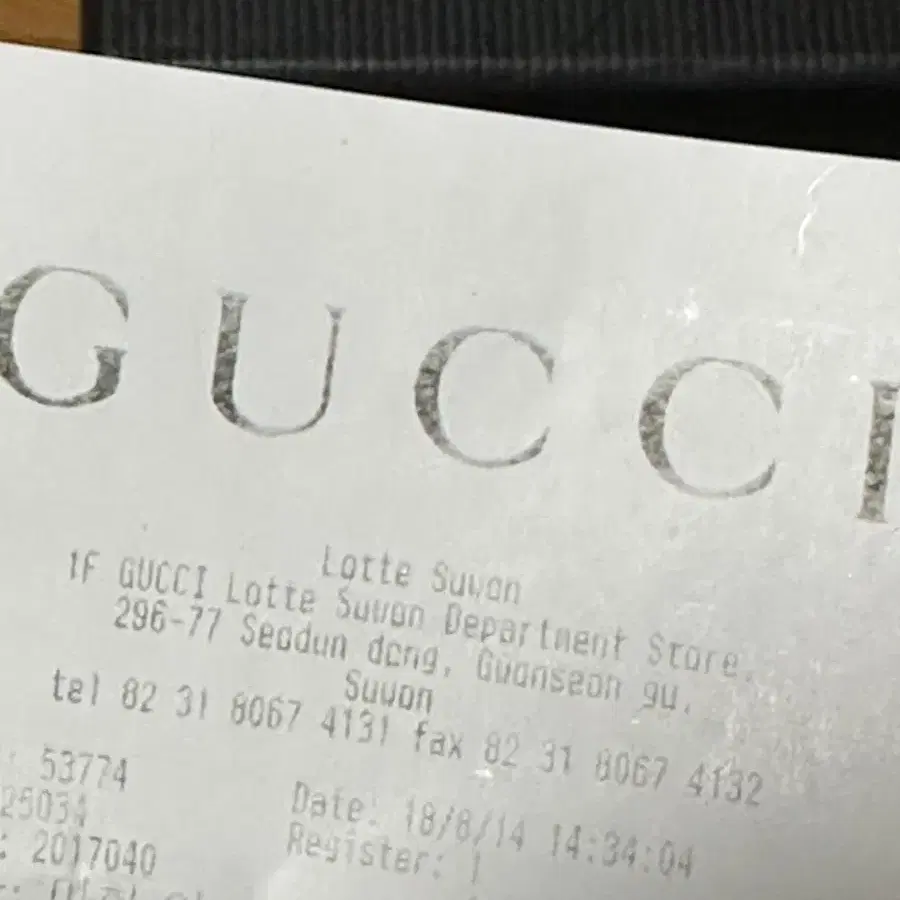 GUCCI
Lotte Suwon
1F GUCCI Lotte Suwon Department Store,
296-77 Seodun dong, Guonseon gu,
Suwon
tel 82 31 8067 4131 fax 82 31 8067 4132
: 53774
25034 Date: 18/8/14 14:34:04
: 2017040 Register: 1